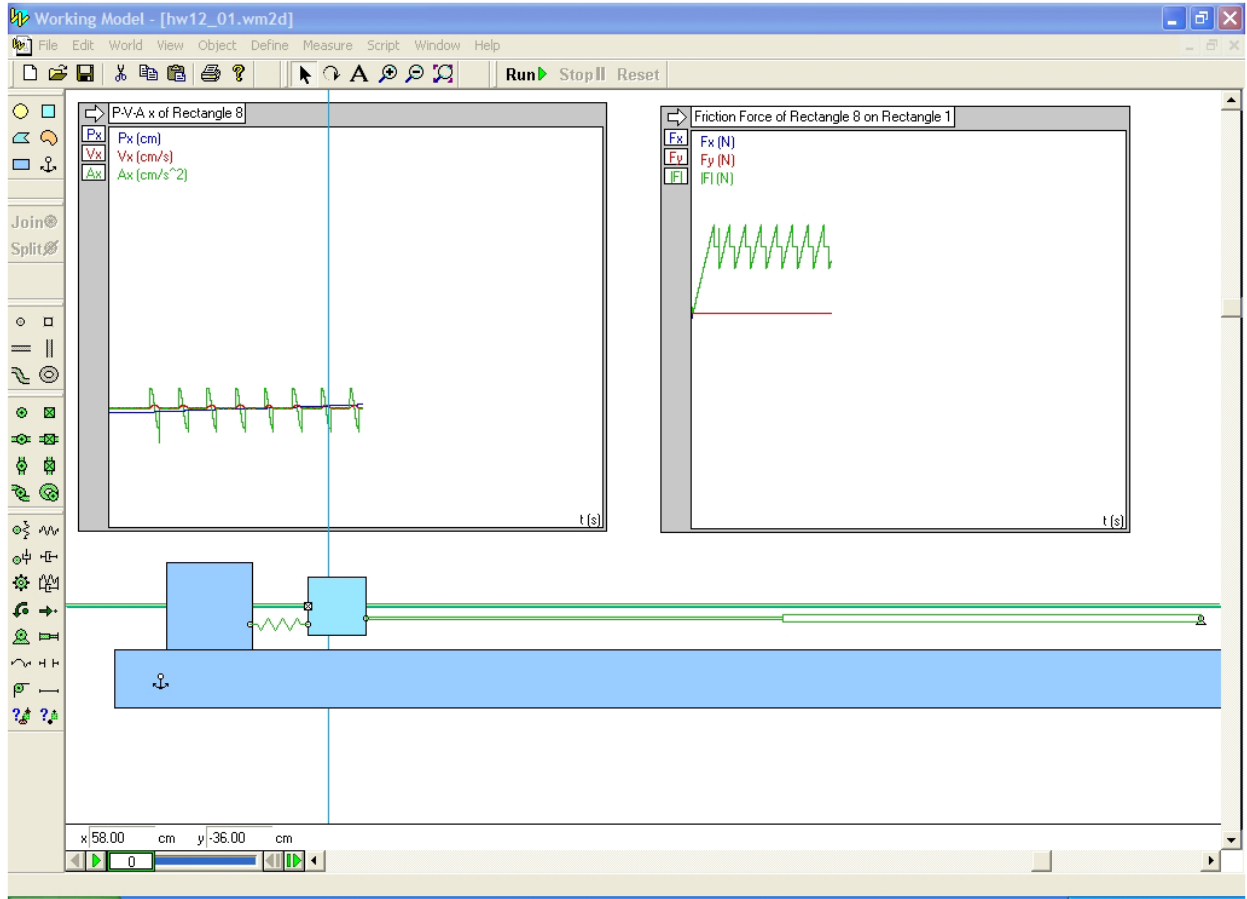 Working Model - [hw12_01.wm2d]
File Edit World View Object Define Measure Script Window Help
A ? Run Stop Reset
P-V-A x of Rectangle 8
Px Px (cm)
Vx Vx (cm/s)
Ax Ax (cm/s^2)
t (s)
Friction Force of Rectangle 8 on Rectangle 1
Fx Fx (N)
Fy Fy (N)
|F| |F| (N)
t (s)
Join
Split
? ?
x 58.00 cm y -36.00 cm
0